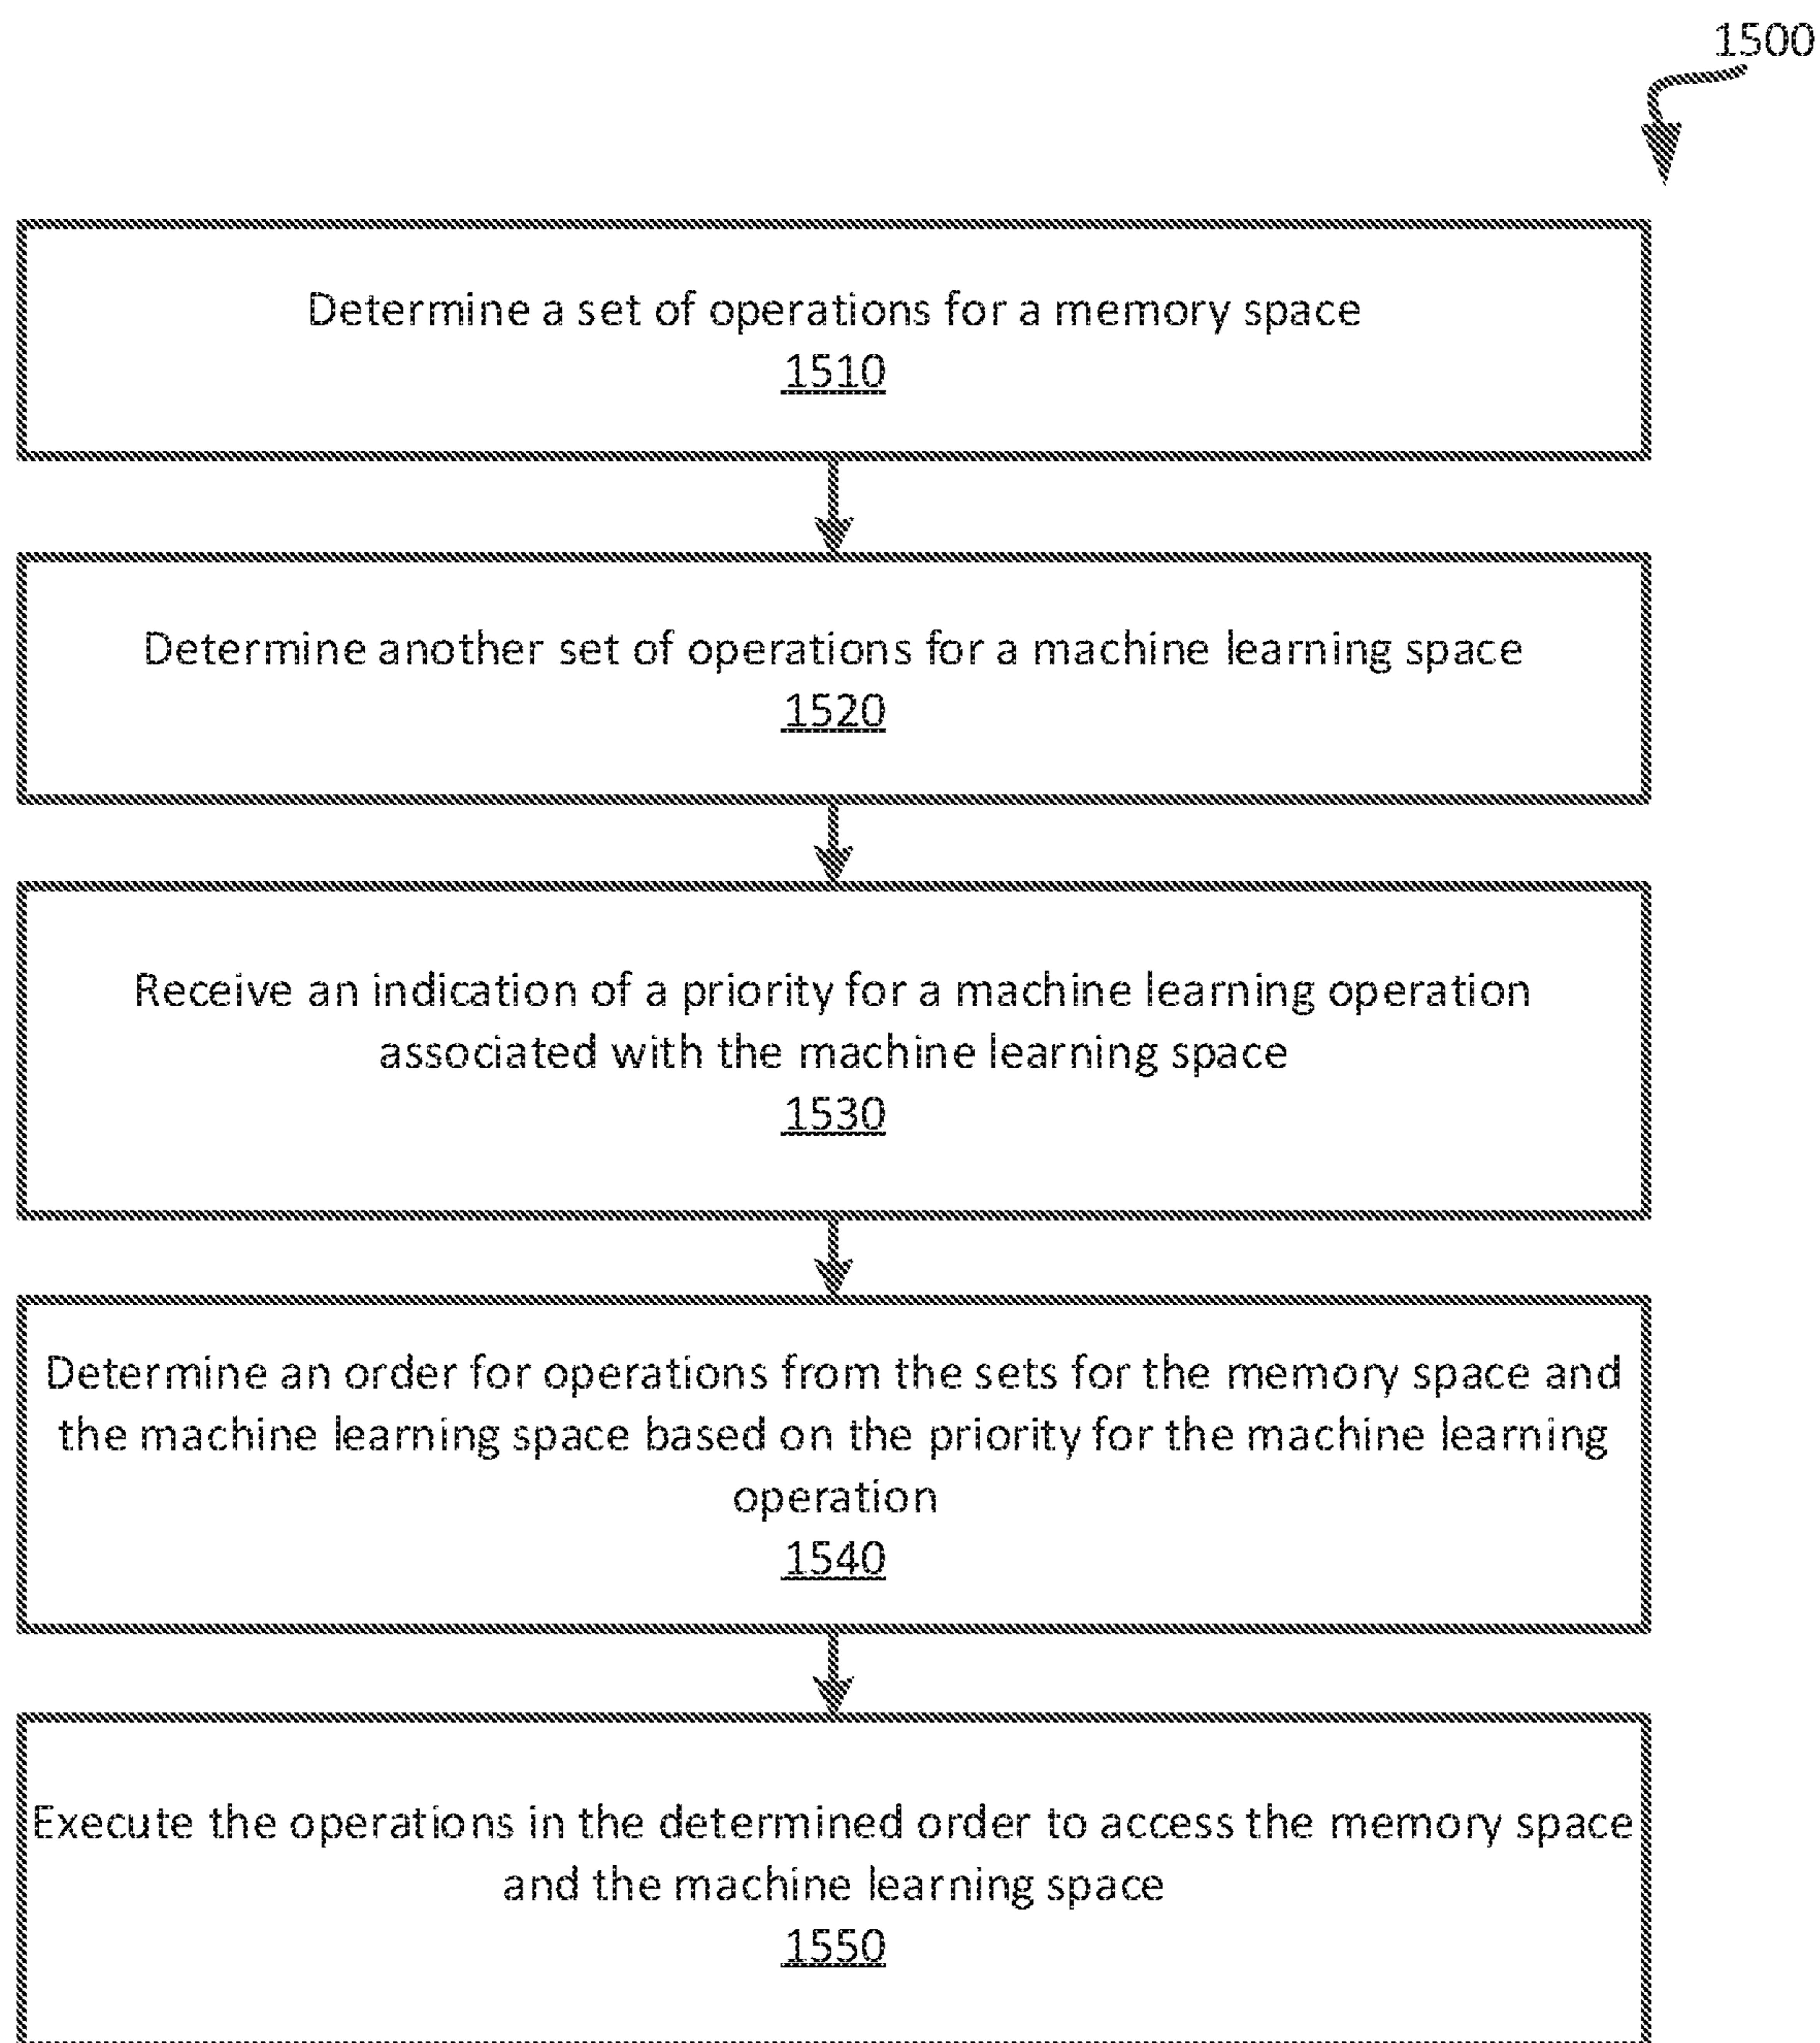 1500
Determine a set of operations for a memory space
1510
Determine another set of operations for a machine learning space
1520
Receive an indication of a priority for a machine learning operation
associated with the machine learning space
1530
Determine an order for operations from the sets for the memory space and
the machine learning space based on the priority for the machine learning
operation
1540
Execute the operations in the determined order to access the memory space
and the machine learning space
1550